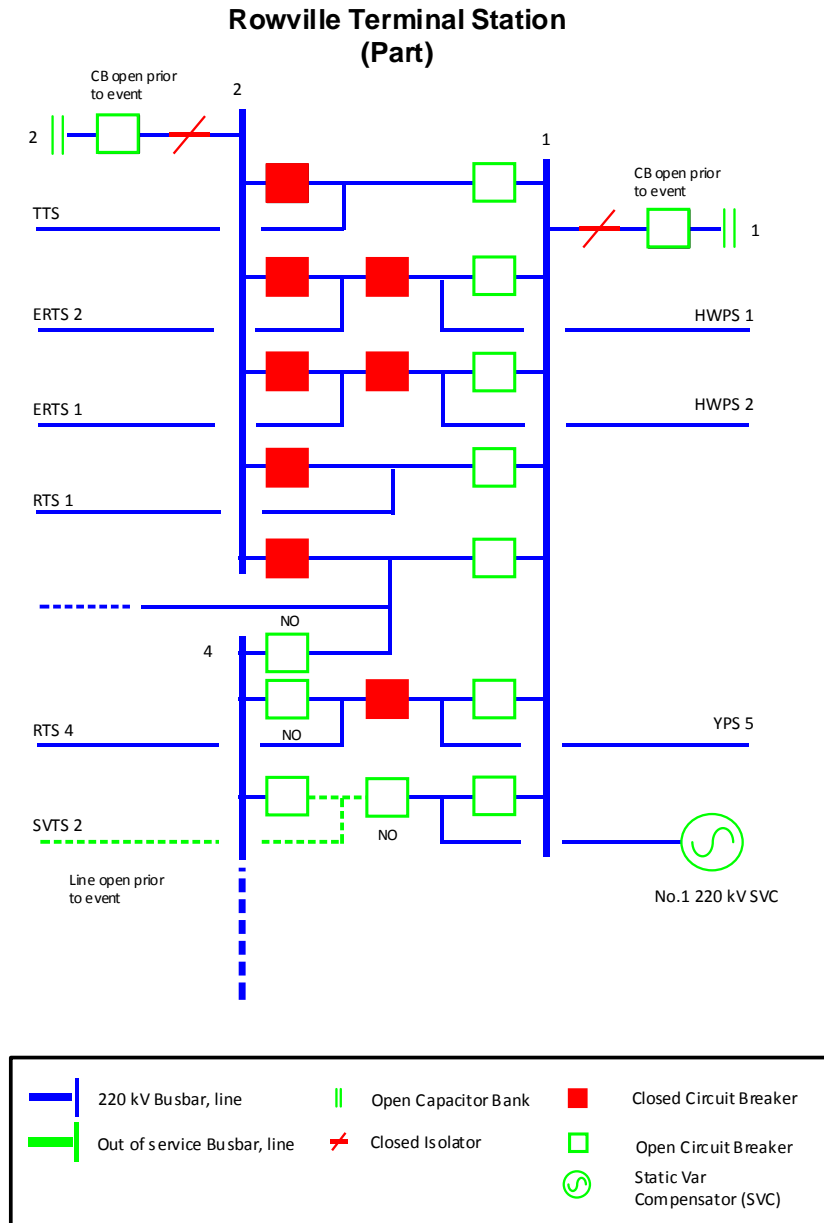 Rowville Terminal Station
(Part)
CB open prior
to event
2
2
1
CB open prior
to event
1
TTS
ERTS 2
HWPS 1
ERTS 1
HWPS 2
RTS 1
NO
4
RTS 4
NO
YPS 5
SVTS 2
NO
Line open prior
to event
No.1 220 kV SVC
220 kV Busbar, line
Open Capacitor Bank
Closed Circuit Breaker
Out of service Busbar, line
Closed Isolator
Open Circuit Breaker
Static Var
Compensator (SVC)